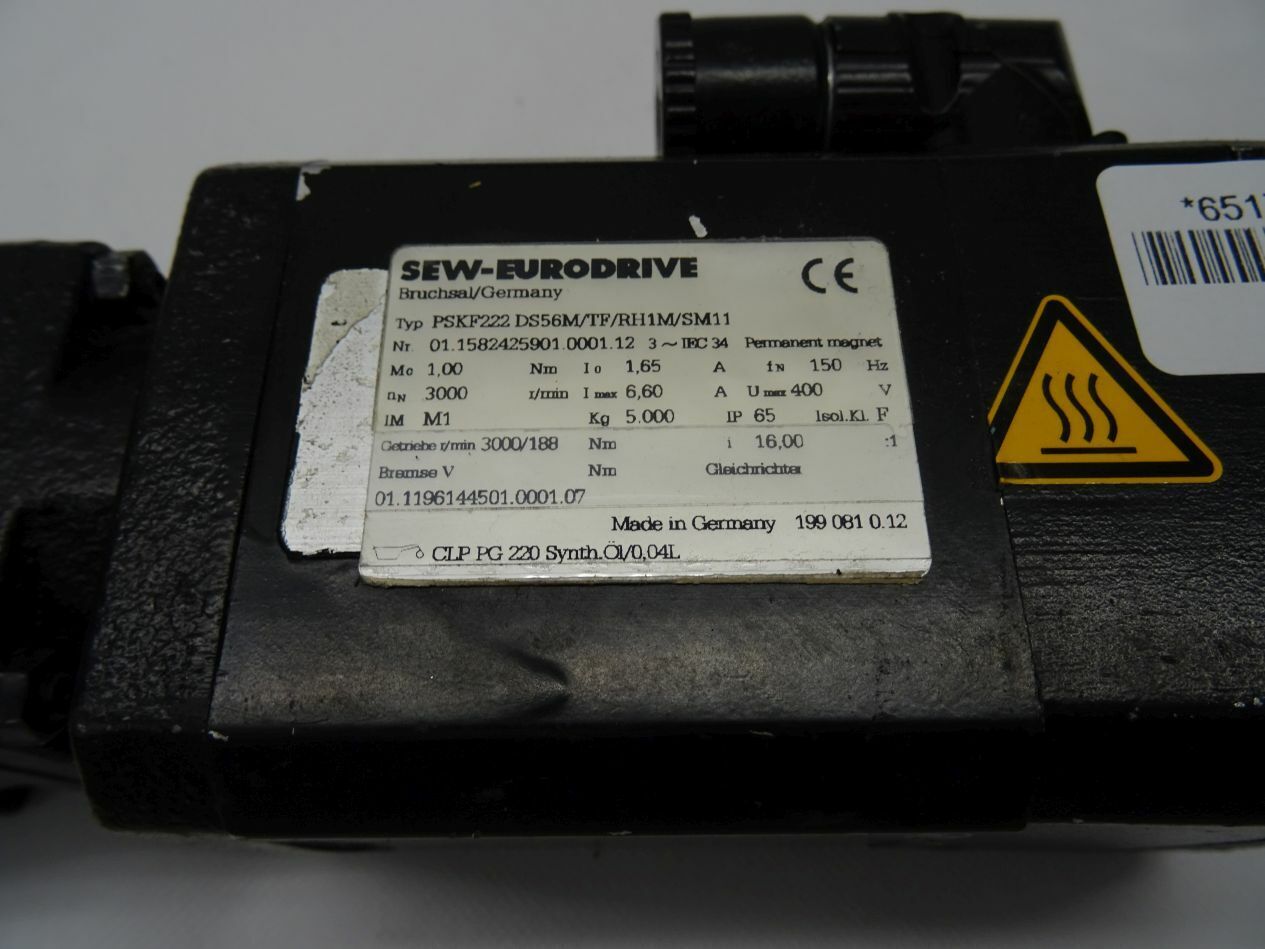 SEW-EURODRIVE CE
Bruchsal/Germany
Typ PSKF222 DS56M/TF/RH1M/SM11
Nr. 01.1582425901.0001.12 3 ~ IEC 34 Permanent magnet
Mo 1,00 Nm Io 1,65 A fN 150 Hz
nN 3000 r/min Imax 6,60 A Umax 400 V
IM M1 Kg 5.000 IP 65 Isol.Kl. F
Getriebe r/min 3000/188 Nm i 16,00 :1
Bremse V Nm Gleichrichter
01.1196144501.0001.07
Made in Germany 199 081 0.12
CLP PG 220 Synth.Öl/0,04L
*651